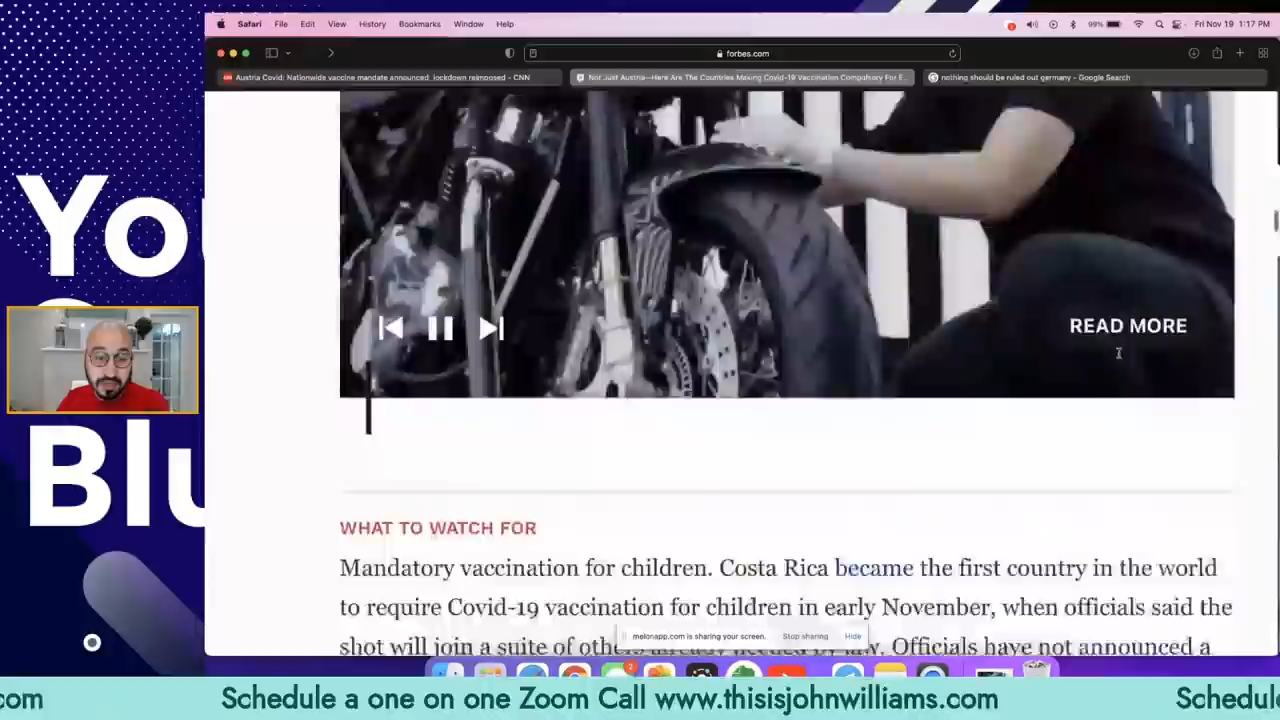 Safari File Edit View History Bookmarks Window Help
99% Fri Nov 19 1:17 PM
forbes.com
Austria Covid: Nationwide vaccine mandate announced, lockdown reimposed - CNN
Not Just Austria—Here Are The Countries Making Covid-19 Vaccination Compulsory For E...
nothing should be ruled out germany - Google Search
You
Blu
READ MORE
WHAT TO WATCH FOR
Mandatory vaccination for children. Costa Rica became the first country in the world
to require Covid-19 vaccination for children in early November, when officials said the
shot will join a suite of others already needed by law. Officials have not announced a
melonapp.com is sharing your screen. Stop sharing Hide
2
com Schedule a one on one Zoom Call www.thisisjohnwilliams.com Schedul